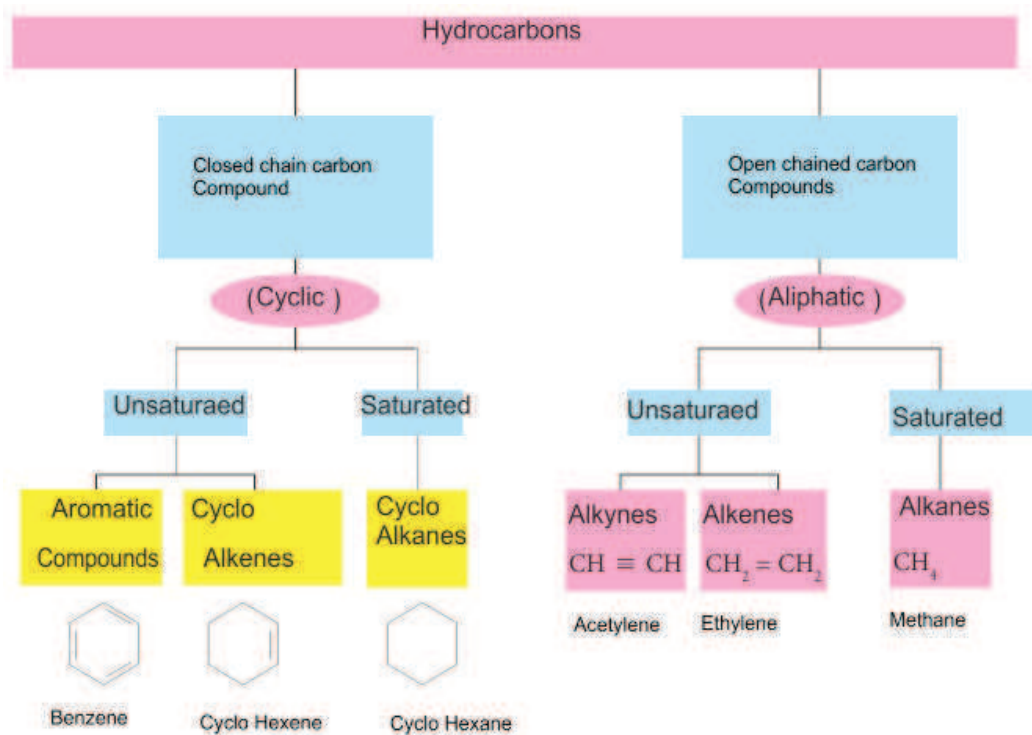 Hydrocarbons
Closed chain carbon
Compound
Open chained carbon
Compounds
(Cyclic )
(Aliphatic )
Unsaturaed
Saturated
Unsaturaed
Saturated
Aromatic
Compounds
Cyclo
Alkenes
Cyclo
Alkanes
Alkynes
CH ≡ CH
Alkenes
CH₂ = CH₂
Alkanes
CH₄
Acetylene
Ethylene
Methane
Benzene
Cyclo Hexene
Cyclo Hexane